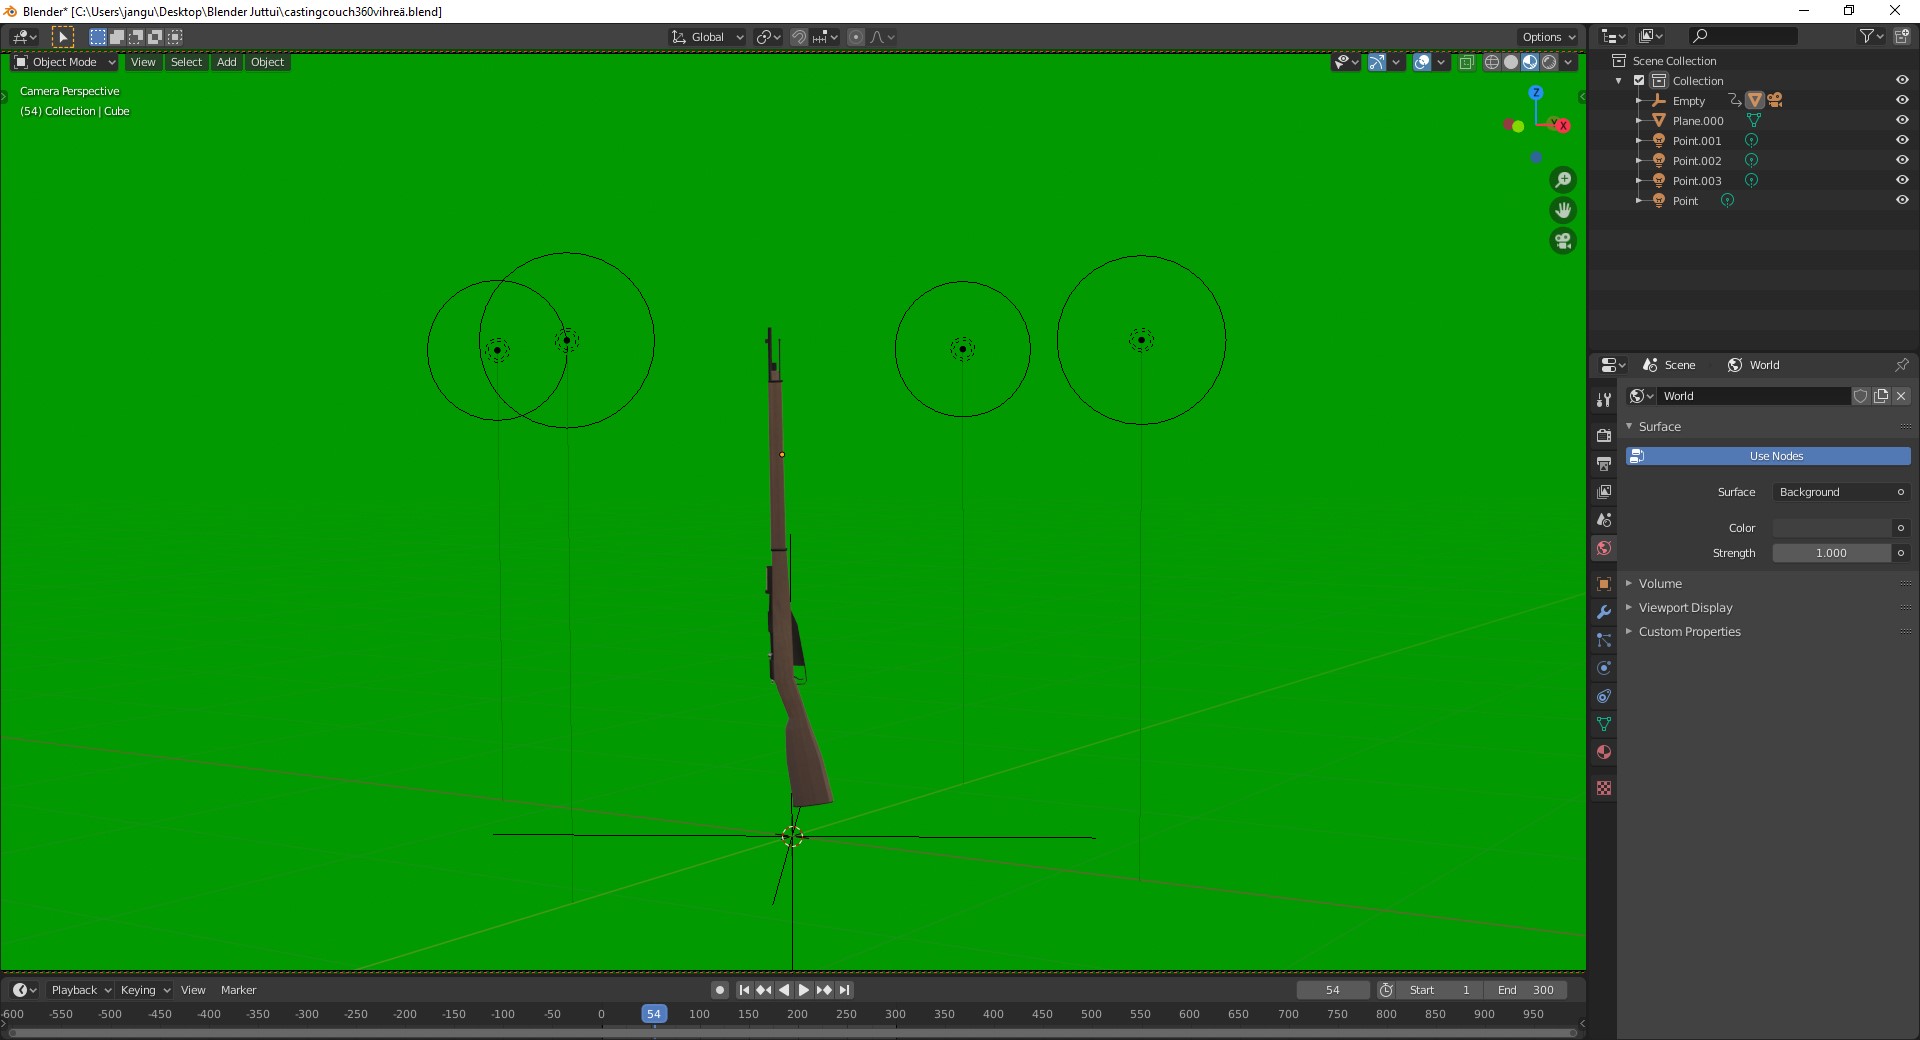 Blender* [C:\Users\jangu\Desktop\Blender Juttui\castingcouch360vihreä.blend]
Global
Options
Object Mode View Select Add Object
Camera Perspective
(54) Collection | Cube
Z
Y
X
Scene Collection
Collection
Empty
Plane.000
Point.001
Point.002
Point.003
Point
Scene World
World
Surface
Use Nodes
Surface Background
Color
Strength 1.000
Volume
Viewport Display
Custom Properties
Playback Keying View Marker 54 Start 1 End 300
-600 -550 -500 -450 -400 -350 -300 -250 -200 -150 -100 -50 0 54 100 150 200 250 300 350 400 450 500 550 600 650 700 750 800 850 900 950